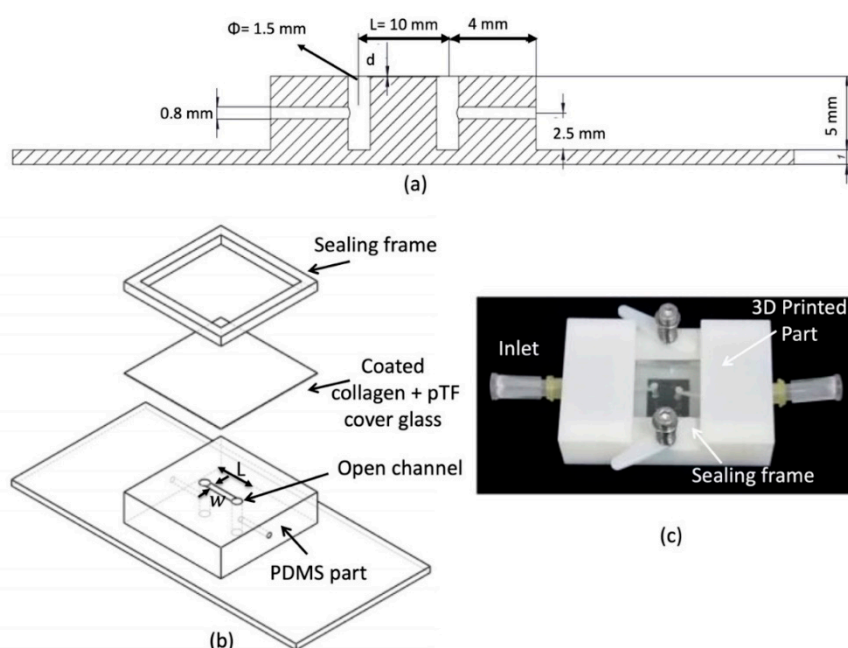 L= 10 mm
4 mm
Φ= 1.5 mm
d
0.8 mm
2.5 mm
5 mm
1
(a)
Sealing frame
Coated
collagen + pTF
cover glass
L
Open channel
w
PDMS part
(b)
3D Printed
Part
Inlet
Sealing frame
(c)